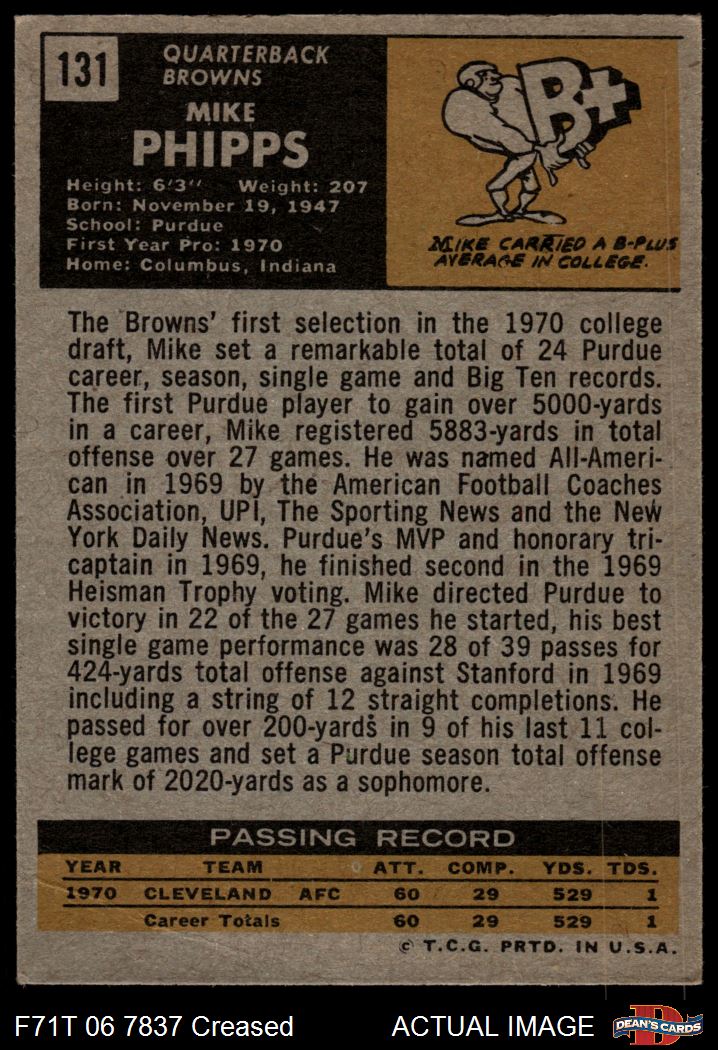 131
QUARTERBACK
BROWNS
MIKE
PHIPPS
Height: 6'3" Weight: 207
Born: November 19, 1947
School: Purdue
First Year Pro: 1970
Home: Columbus, Indiana
B+
MIKE CARRIED A B-PLUS
AVERAGE IN COLLEGE.
The Browns' first selection in the 1970 college
draft, Mike set a remarkable total of 24 Purdue
career, season, single game and Big Ten records.
The first Purdue player to gain over 5000-yards
in a career, Mike registered 5883-yards in total
offense over 27 games. He was named All-Ameri-
can in 1969 by the American Football Coaches
Association, UPI, The Sporting News and the New
York Daily News. Purdue's MVP and honorary tri-
captain in 1969, he finished second in the 1969
Heisman Trophy voting. Mike directed Purdue to
victory in 22 of the 27 games he started, his best
single game performance was 28 of 39 passes for
424-yards total offense against Stanford in 1969
including a string of 12 straight completions. He
passed for over 200-yards in 9 of his last 11 col-
lege games and set a Purdue season total offense
mark of 2020-yards as a sophomore.
PASSING RECORD
YEAR TEAM ATT. COMP. YDS. TDS.
1970 CLEVELAND AFC 60 29 529 1
Career Totals 60 29 529 1
© T.C.G. PRTD. IN U.S.A.
F71T 06 7837 Creased ACTUAL IMAGE
D
DEAN'S CARDS